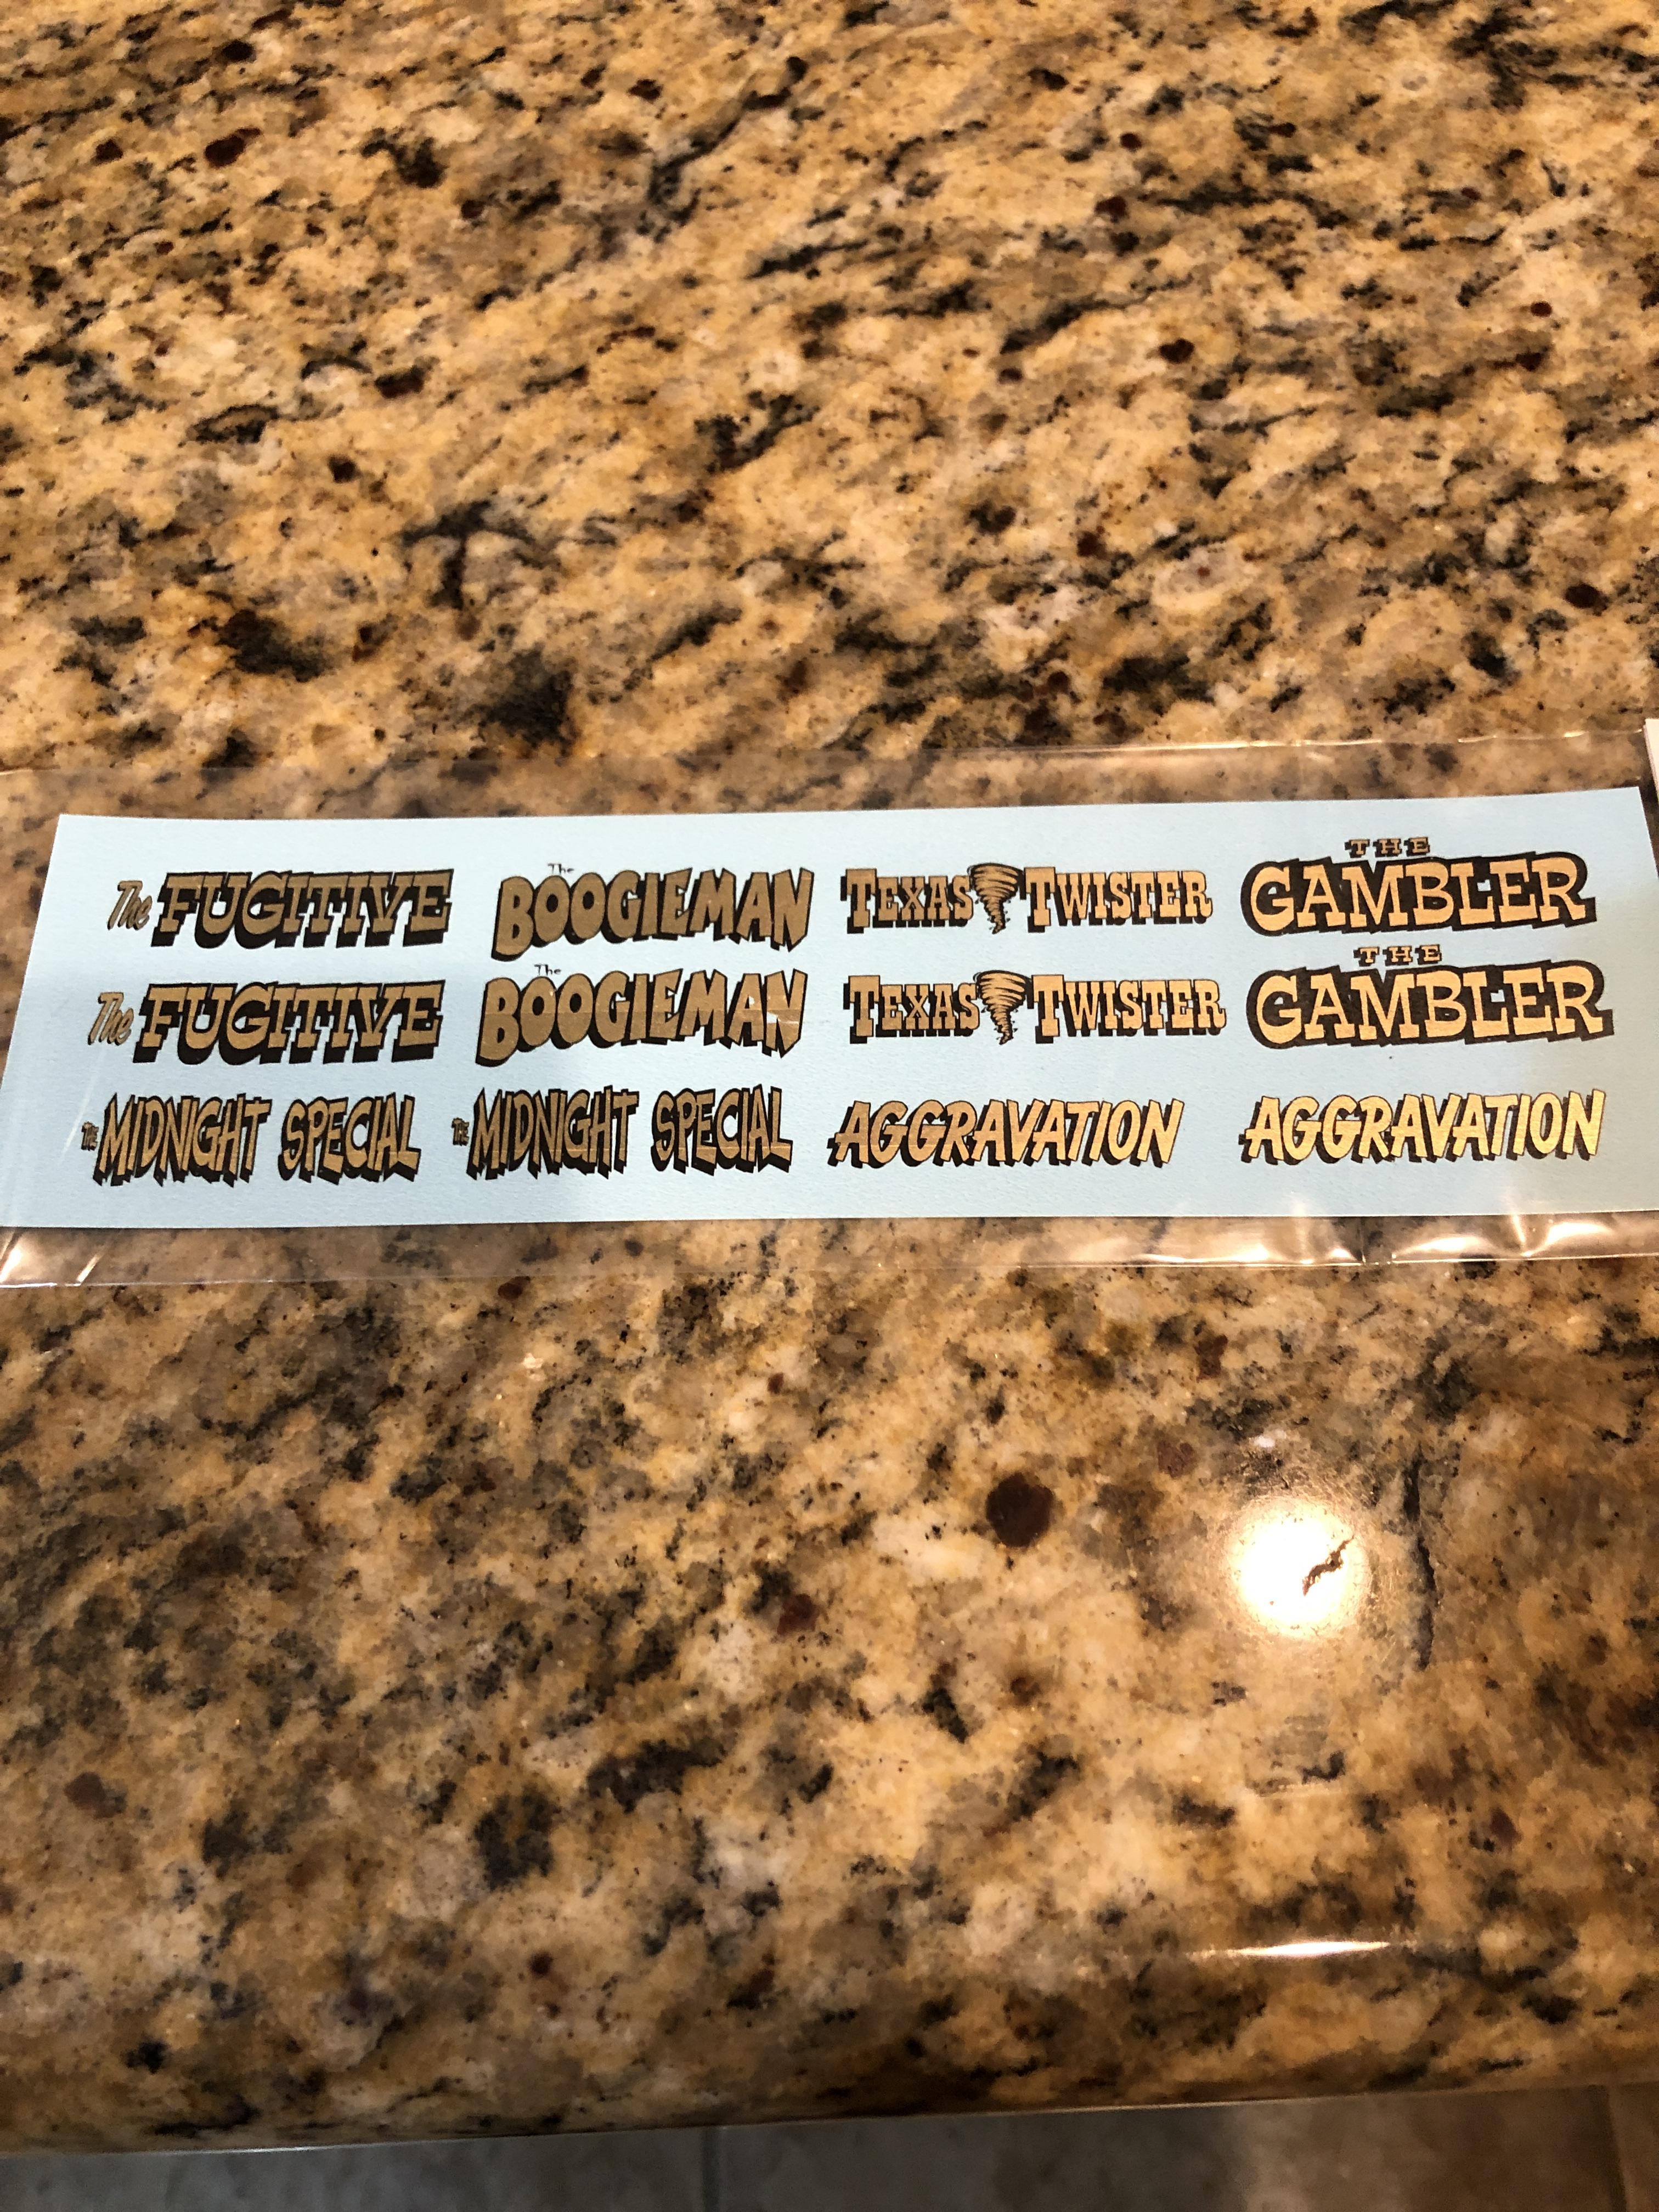 The FUGITIVE The BOOGIEMAN TEXAS TWISTER THE GAMBLER
The FUGITIVE The BOOGIEMAN TEXAS TWISTER THE GAMBLER
THE MIDNIGHT SPECIAL THE MIDNIGHT SPECIAL AGGRAVATION AGGRAVATION